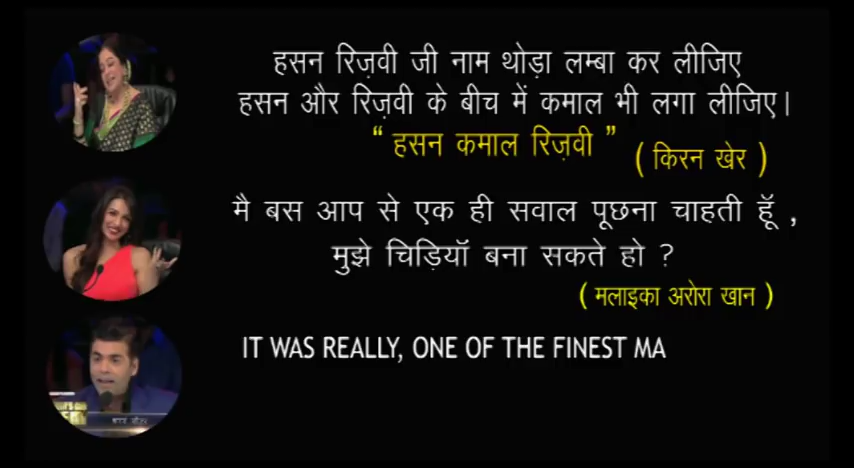 हसन रिज़वी जी नाम थोड़ा लम्बा कर लीजिए
हसन और रिज़वी के बीच में कमाल भी लगा लीजिए।
“ हसन कमाल रिज़वी ”
( किरन खेर )
मै बस आप से एक ही सवाल पूछना चाहती हूॅ ,
मुझे चिड़ियॉ बना सकते हो ?
( मलाइका अरोरा खान )
IT WAS REALLY, ONE OF THE FINEST MA